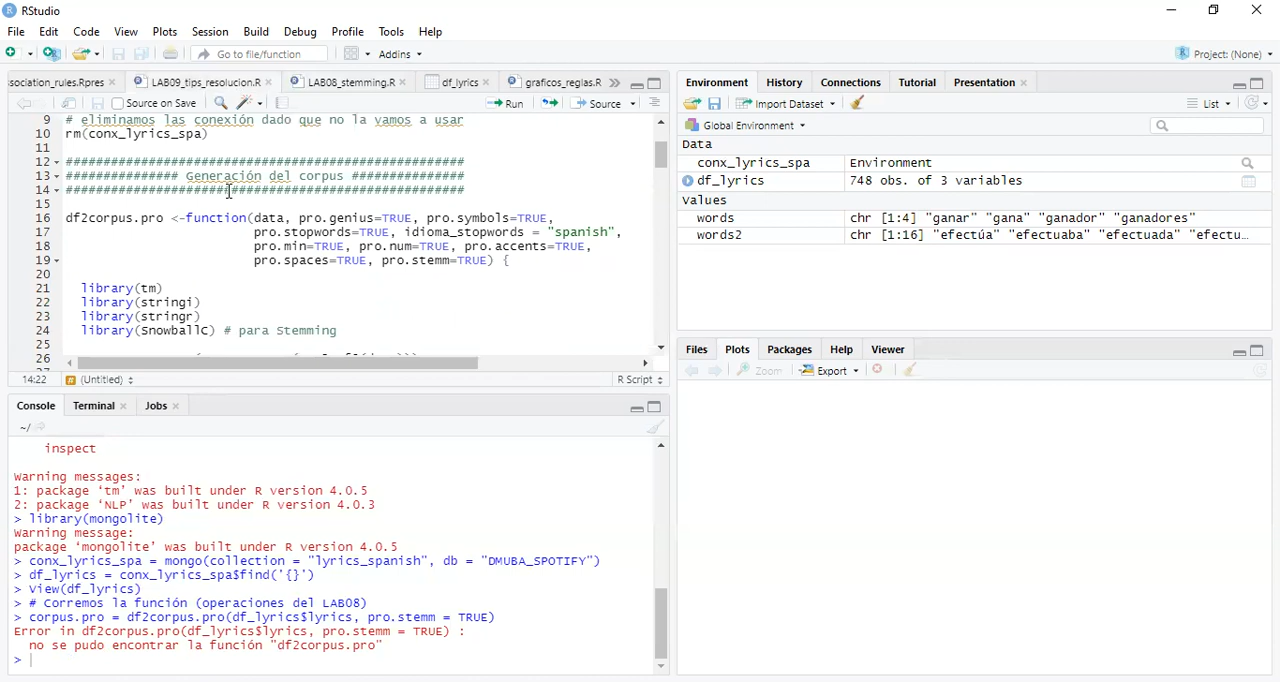 RStudio
File Edit Code View Plots Session Build Debug Profile Tools Help
Go to file/function Addins Project: (None)
sociation_rules.Rpres LAB09_tips_resolucion.R LAB08_stemming.R df_lyrics graficos_reglas.R
Source on Save Run Source
9 # eliminamos las conexión dado que no la vamos a usar
10 rm(conx_lyrics_spa)
11
12 #####################################################
13 ############### Generación del corpus ###############
14 #####################################################
15
16 df2corpus.pro <-function(data, pro.genius=TRUE, pro.symbols=TRUE,
17 pro.stopwords=TRUE, idioma_stopwords = "spanish",
18 pro.min=TRUE, pro.num=TRUE, pro.accents=TRUE,
19 pro.spaces=TRUE, pro.stemm=TRUE) {
20
21 library(tm)
22 library(stringi)
23 library(stringr)
24 library(SnowballC) # para Stemming
25
26
14:22 (Untitled) R Script
Console Terminal Jobs
~/
inspect
Warning messages:
1: package ‘tm’ was built under R version 4.0.5
2: package ‘NLP’ was built under R version 4.0.3
> library(mongolite)
Warning message:
package ‘mongolite’ was built under R version 4.0.5
> conx_lyrics_spa = mongo(collection = "lyrics_spanish", db = "DMUBA_SPOTIFY")
> df_lyrics = conx_lyrics_spa$find('{}')
> View(df_lyrics)
> # Corremos la función (operaciones del LAB08)
> corpus.pro = df2corpus.pro(df_lyrics$lyrics, pro.stemm = TRUE)
Error in df2corpus.pro(df_lyrics$lyrics, pro.stemm = TRUE) :
no se pudo encontrar la función "df2corpus.pro"
>
Environment History Connections Tutorial Presentation
Import Dataset List
Global Environment
Data
conx_lyrics_spa Environment
df_lyrics 748 obs. of 3 variables
Values
words chr [1:4] "ganar" "gana" "ganador" "ganadores"
words2 chr [1:16] "efectúa" "efectuaba" "efectuada" "efectu…
Files Plots Packages Help Viewer
Zoom Export